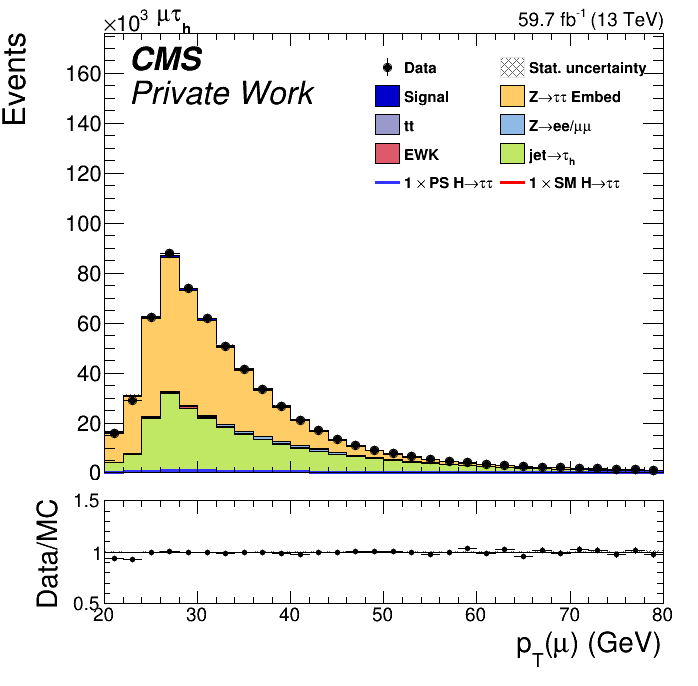 ×10³ μτh 59.7 fb⁻¹ (13 TeV)
CMS
Private Work
Data
Stat. uncertainty
Signal
Z→ττ Embed
tt
Z→ee/μμ
EWK
jet→τh
1 × PS H→ττ
1 × SM H→ττ
Events
160
140
120
100
80
60
40
20
0
Data/MC
1.5
1
0.5
20 30 40 50 60 70 80
pT(μ) (GeV)